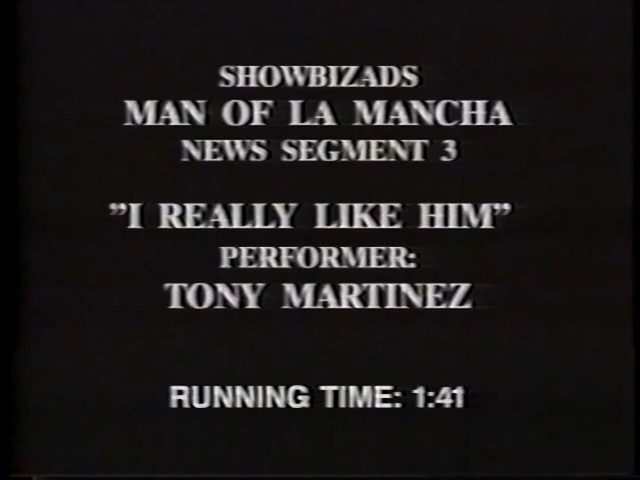 SHOWBIZADS
MAN OF LA MANCHA
NEWS SEGMENT 3
”I REALLY LIKE HIM”
PERFORMER:
TONY MARTINEZ
RUNNING TIME: 1:41